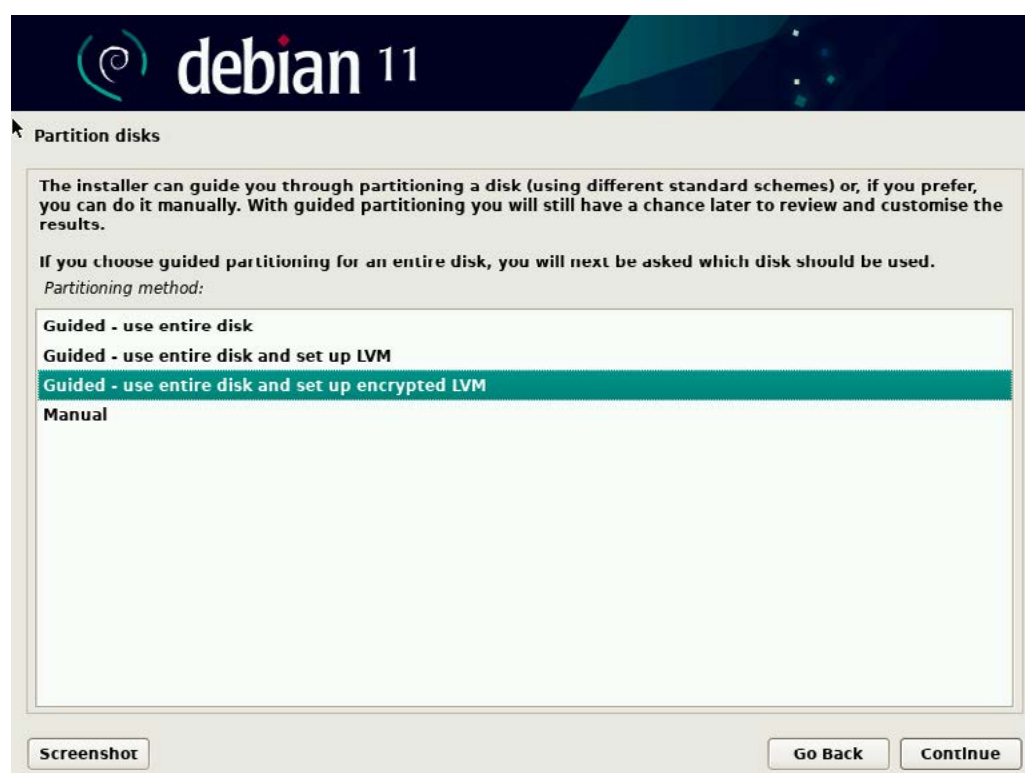 debian 11
Partition disks
The installer can guide you through partitioning a disk (using different standard schemes) or, if you prefer,
you can do it manually. With guided partitioning you will still have a chance later to review and customise the
results.
If you choose guided partitioning for an entire disk, you will next be asked which disk should be used.
Partitioning method:
Guided - use entire disk
Guided - use entire disk and set up LVM
Guided - use entire disk and set up encrypted LVM
Manual
Screenshot
Go Back
Continue